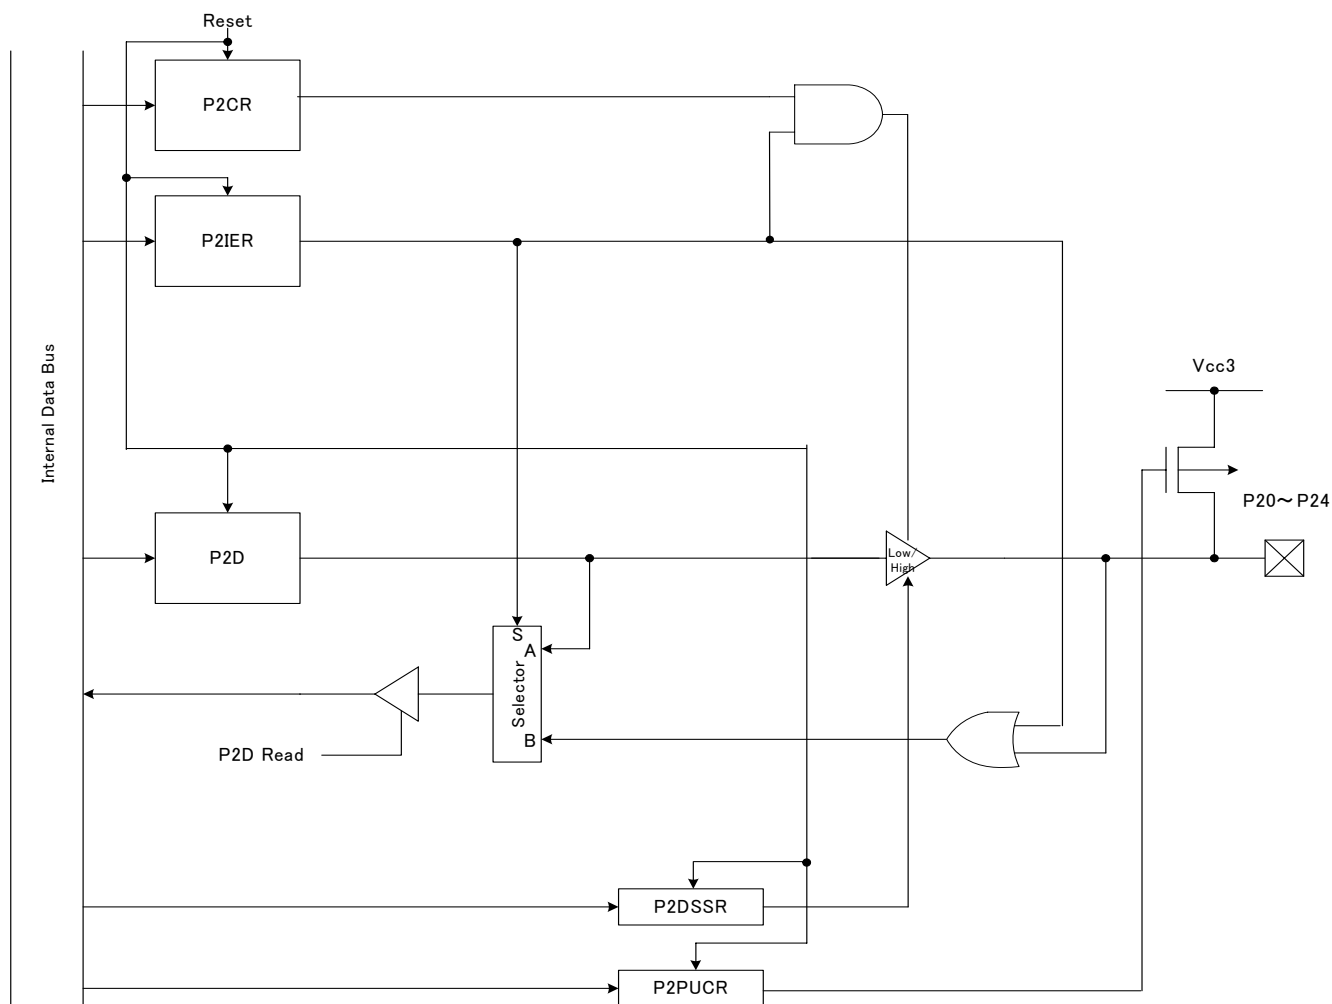 Reset
P2CR
P2IER
Internal Data Bus
Vcc3
P20～P24
P2D
Low/
High
S
A
Selector
B
P2D Read
P2DSSR
P2PUCR